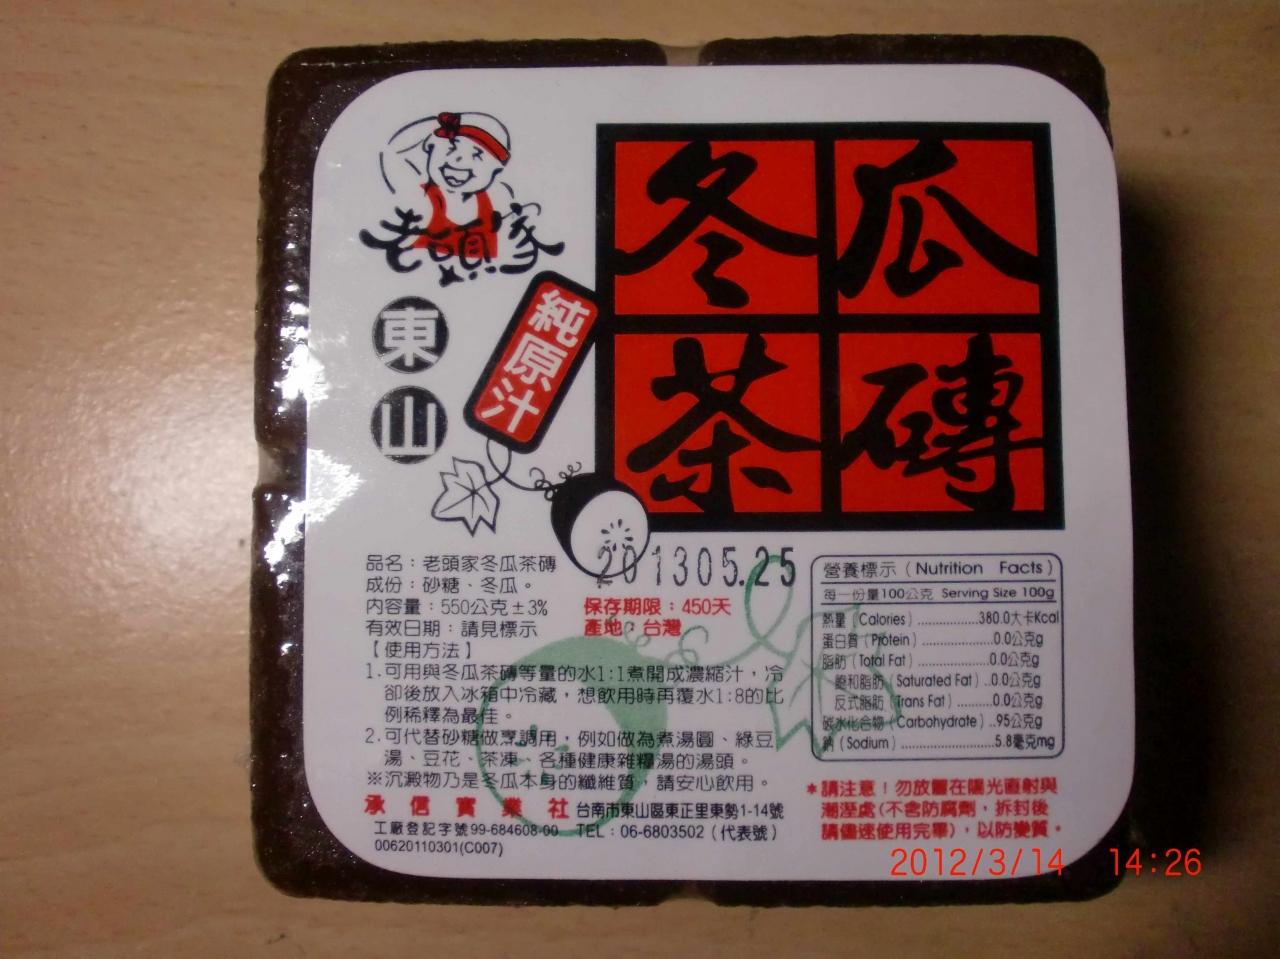 老頭家
東山
純原汁
冬瓜
茶磚
201305.25
品名：老頭家冬瓜茶磚
成份：砂糖、冬瓜。
內容量：550公克±3%
有效日期：請見標示
保存期限：450天
產地：台灣
【使用方法】
1.可用與冬瓜茶磚等量的水1:1煮開成濃縮汁，冷
卻後放入冰箱中冷藏，想飲用時再覆水1:8的比
例稀釋為最佳。
2.可代替砂糖做烹調用，例如做為煮湯圓、綠豆
湯、豆花、茶凍、各種健康雜糧湯的湯頭。
※沉澱物乃是冬瓜本身的纖維質，請安心飲用。
承信實業社 台南市東山區東正里東勢1-14號
工廠登記字號99-684608-00 TEL：06-6803502（代表號）
00620110301(C007)
營養標示（Nutrition Facts）
每一份量100公克 Serving Size 100g
熱量（Calories）..................380.0大卡Kcal
蛋白質（Protein）......................0.0公克g
脂肪（Total Fat）......................0.0公克g
飽和脂肪（Saturated Fat）..0.0公克g
反式脂肪（Trans Fat）..........0.0公克g
碳水化合物（Carbohydrate）..95公克g
鈉（Sodium）............................5.8毫克mg
*請注意！勿放置在陽光直射與
潮溼處(不含防腐劑，拆封後
請儘速使用完畢)，以防變質。
2012/3/14 14:26